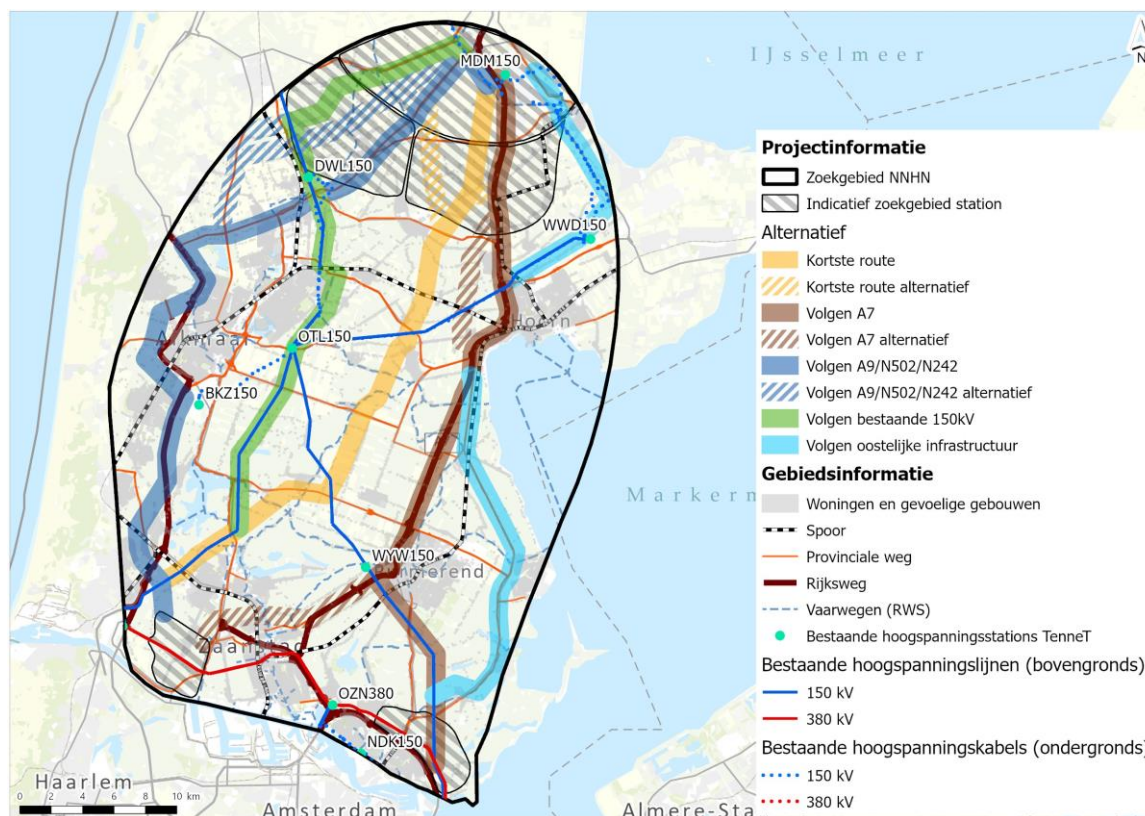 IJsselmeer
N
MDM150
DWL150
WWD150
Hoorn
OTL150
BKZ150
Markerm
WYW150
Zaanstad
OZN380
NDK150
Haarlem
0 2 4 6 8 10 km
Amsterdam
Almere-Sta
Projectinformatie
Zoekgebied NNHN
Indicatief zoekgebied station
Alternatief
Kortste route
Kortste route alternatief
Volgen A7
Volgen A7 alternatief
Volgen A9/N502/N242
Volgen A9/N502/N242 alternatief
Volgen bestaande 150kV
Volgen oostelijke infrastructuur
Gebiedsinformatie
Woningen en gevoelige gebouwen
Spoor
Provinciale weg
Rijksweg
Vaarwegen (RWS)
Bestaande hoogspanningsstations TenneT
Bestaande hoogspanningslijnen (bovengronds)
150 kV
380 kV
Bestaande hoogspanningskabels (ondergronds)
150 kV
380 kV